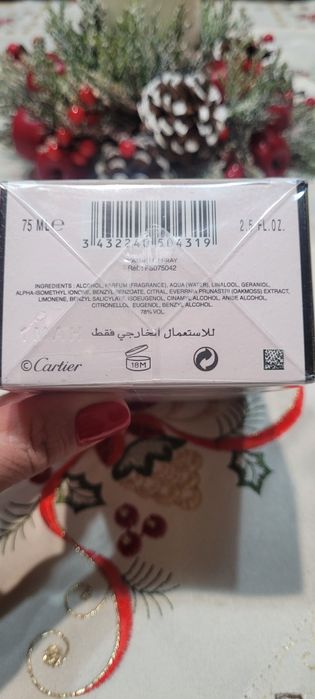 75 ML e
2.5 FL.OZ.
3 432240 504319
INGREDIENTS : ALCOHOL, PARFUM (FRAGRANCE), AQUA (WATER), LINALOOL, GERANIOL,
ALPHA-ISOMETHYL IONONE, BENZYL BENZOATE, CITRAL, EVERNIA PRUNASTRI (OAKMOSS) EXTRACT,
LIMONENE, BENZYL SALICYLATE, ISOEUGENOL, CINAMYL ALCOHOL, ANISE ALCOHOL,
CITRONELLOL, EUGENOL, BENZYL ALCOHOL.
78% VOL
للاستعمال الخارجي فقط
18M
©Cartier